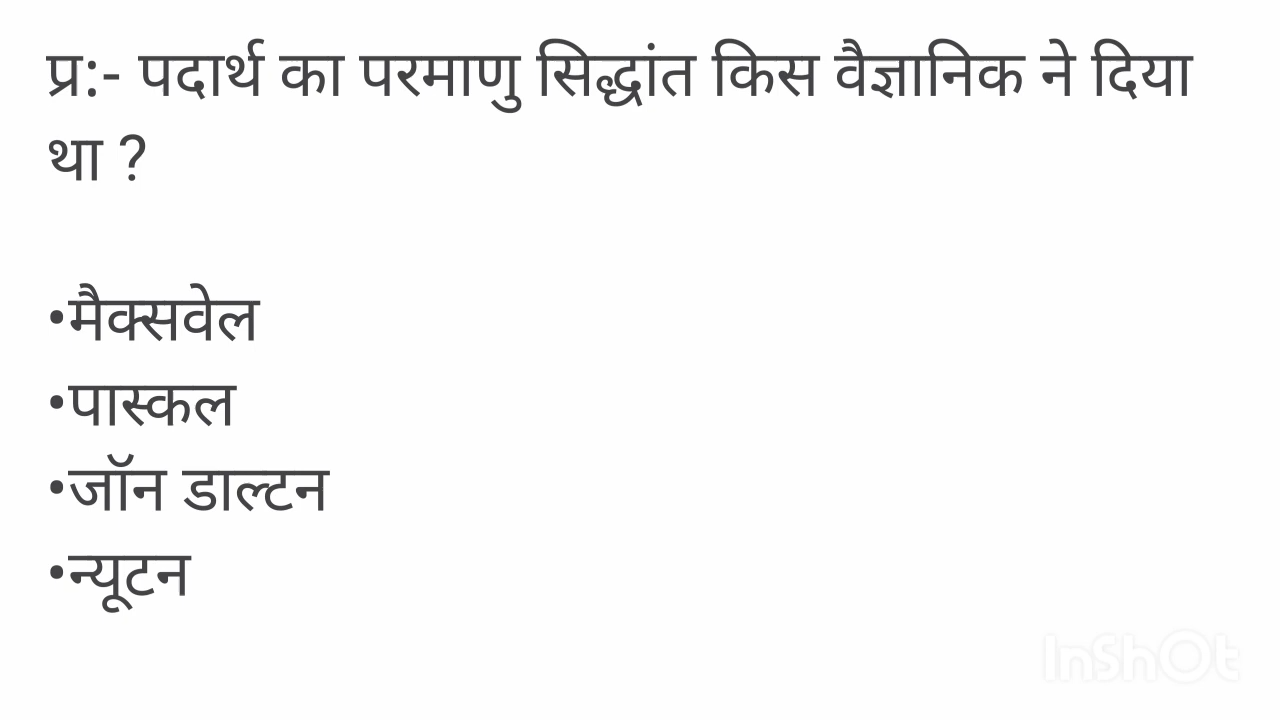 प्र:- पदार्थ का परमाणु सिद्धांत किस वैज्ञानिक ने दिया
था ?
•मैक्सवेल
•पास्कल
•जॉन डाल्टन
•न्यूटन
InShOt